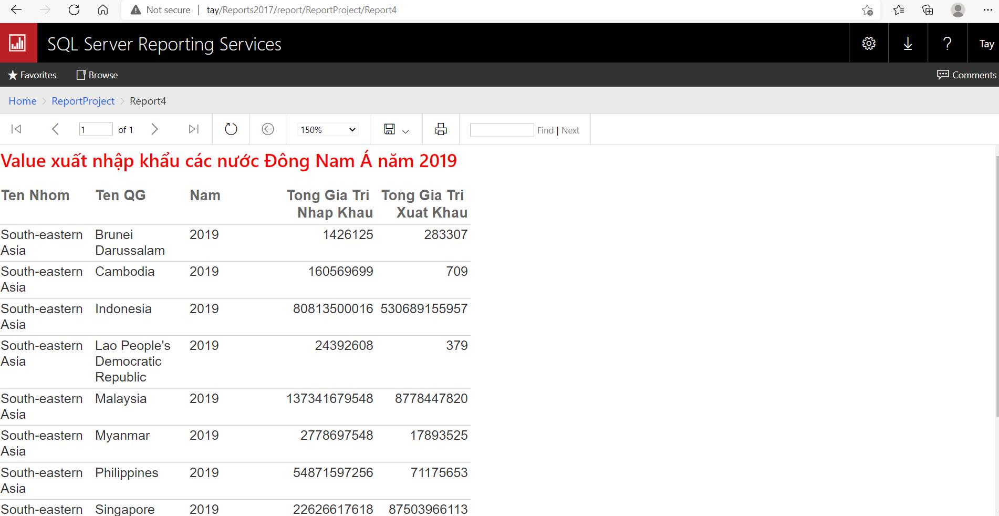 Not secure | tay/Reports2017/report/ReportProject/Report4
SQL Server Reporting Services
? Tay
Favorites Browse Comments
Home > ReportProject > Report4
1 of 1 150% Find | Next
Value xuất nhập khẩu các nước Đông Nam Á năm 2019
Ten Nhom Ten QG Nam Tong Gia Tri Tong Gia Tri
Nhap Khau Xuat Khau
South-eastern Brunei 2019 1426125 283307
Asia Darussalam
South-eastern Cambodia 2019 160569699 709
Asia
South-eastern Indonesia 2019 80813500016 530689155957
Asia
South-eastern Lao People's 2019 24392608 379
Asia Democratic
Republic
South-eastern Malaysia 2019 137341679548 8778447820
Asia
South-eastern Myanmar 2019 2778697548 17893525
Asia
South-eastern Philippines 2019 54871597256 71175653
Asia
South-eastern Singapore 2019 22626617618 87503966113